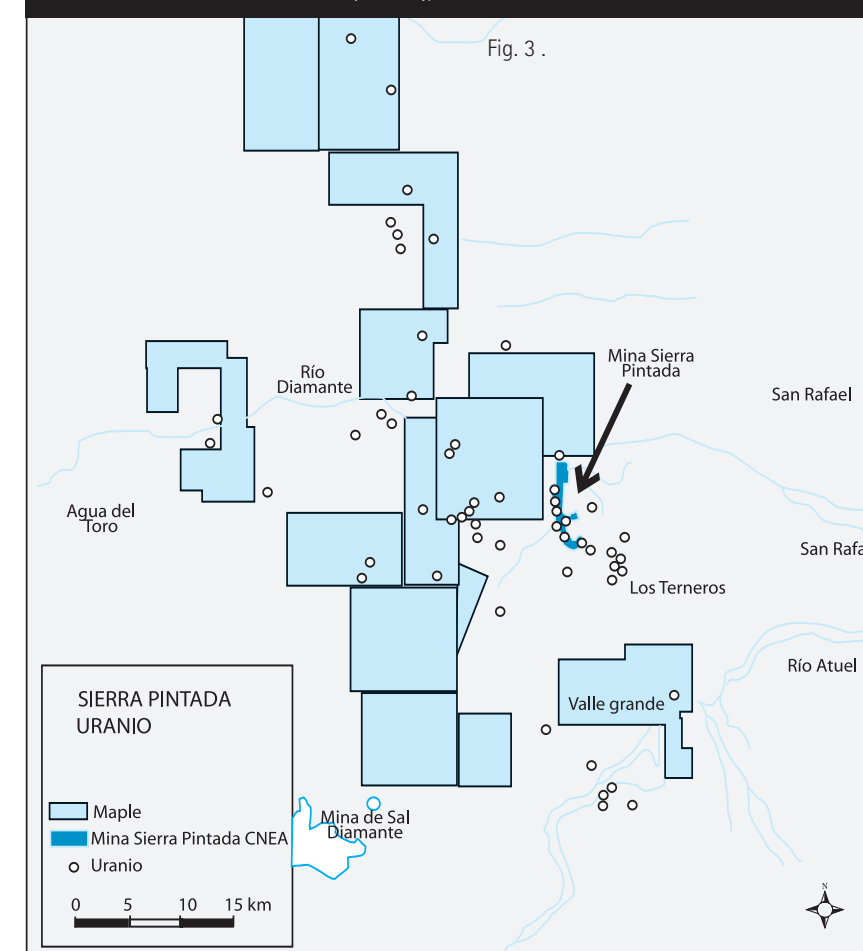 Fig. 3 .
Mina Sierra
Pintada
Río
Diamante
San Rafael
Agua del
Toro
San Rafa
Los Terneros
Río Atuel
Valle grande
SIERRA PINTADA
URANIO
Maple
Mina Sierra Pintada CNEA
Uranio
0 5 10 15 km
Mina de Sal
Diamante
N